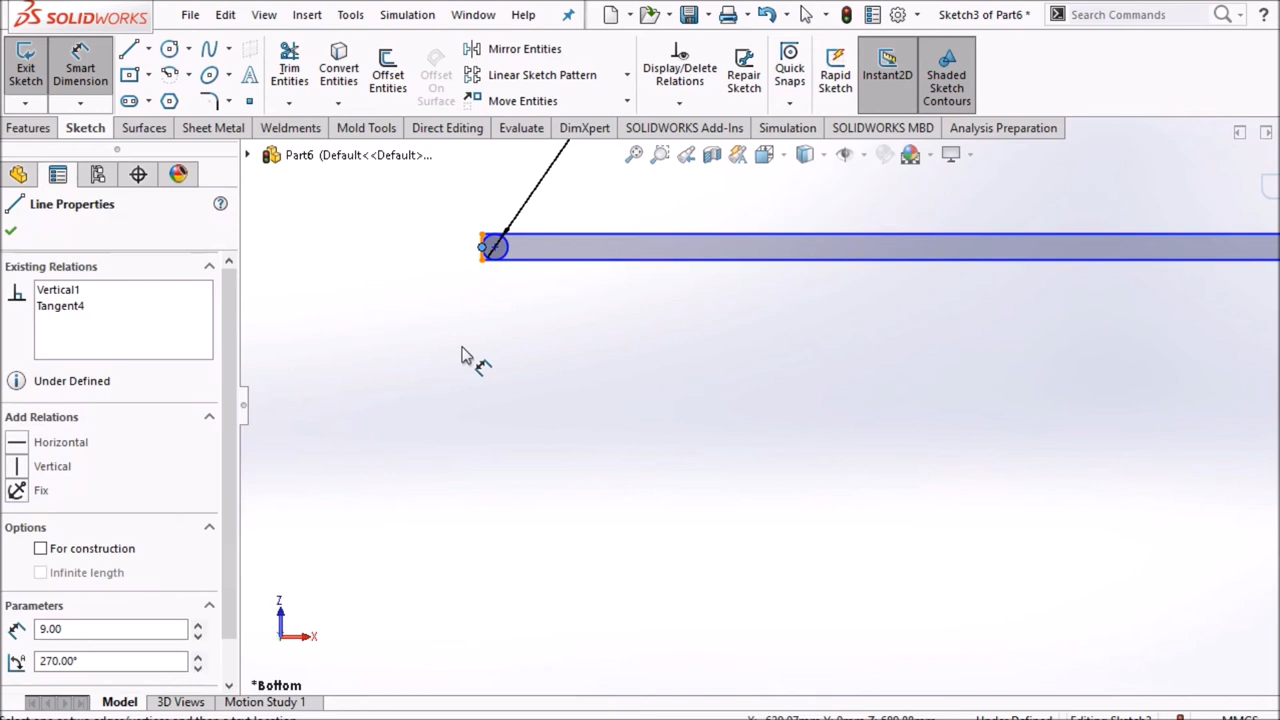 SOLIDWORKS File Edit View Insert Tools Simulation Window Help Sketch3 of Part6 * Search Commands ?
Exit Sketch Smart Dimension Trim Entities Convert Entities Offset Entities Offset On Surface Mirror Entities Linear Sketch Pattern Move Entities Display/Delete Relations Repair Sketch Quick Snaps Rapid Sketch Instant2D Shaded Sketch Contours
Features Sketch Surfaces Sheet Metal Weldments Mold Tools Direct Editing Evaluate DimXpert SOLIDWORKS Add-Ins Simulation SOLIDWORKS MBD Analysis Preparation
Part6 (Default<<Default>...
Line Properties
Existing Relations
Vertical1
Tangent4
Under Defined
Add Relations
Horizontal
Vertical
Fix
Options
For construction
Infinite length
Parameters
9.00
270.00°
Z
X
*Bottom
Model 3D Views Motion Study 1